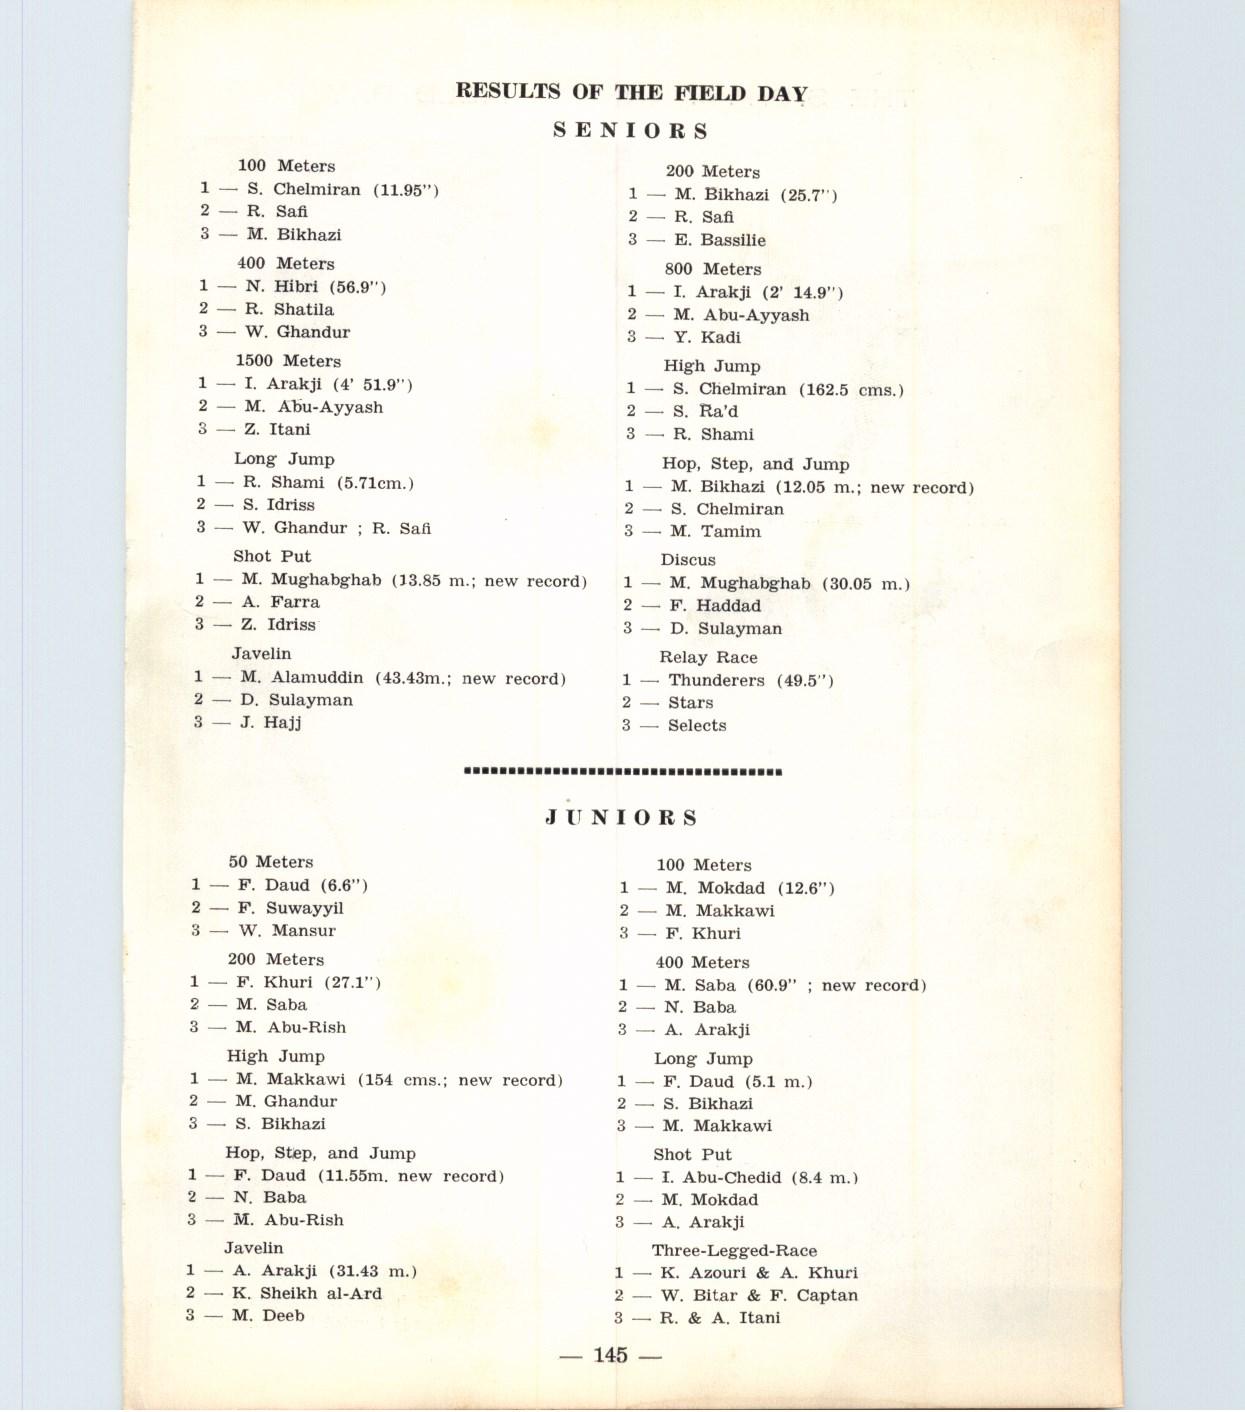 RESULTS OF THE FIELD DAY
SENIORS
100 Meters
1 — S. Chelmiran (11.95")
2 — R. Safi
3 — M. Bikhazi
400 Meters
1 — N. Hibri (56.9")
2 — R. Shatila
3 — W. Ghandur
1500 Meters
1 — I. Arakji (4' 51.9")
2 — M. Abu-Ayyash
3 — Z. Itani
Long Jump
1 — R. Shami (5.71cm.)
2 — S. Idriss
3 — W. Ghandur ; R. Safi
Shot Put
1 — M. Mughabghab (13.85 m.; new record)
2 — A. Farra
3 — Z. Idriss
Javelin
1 — M. Alamuddin (43.43m.; new record)
2 — D. Sulayman
3 — J. Hajj
200 Meters
1 — M. Bikhazi (25.7")
2 — R. Safi
3 — E. Bassilie
800 Meters
1 — I. Arakji (2' 14.9")
2 — M. Abu-Ayyash
3 — Y. Kadi
High Jump
1 — S. Chelmiran (162.5 cms.)
2 — S. Ra'd
3 — R. Shami
Hop, Step, and Jump
1 — M. Bikhazi (12.05 m.; new record)
2 — S. Chelmiran
3 — M. Tamim
Discus
1 — M. Mughabghab (30.05 m.)
2 — F. Haddad
3 — D. Sulayman
Relay Race
1 — Thunderers (49.5")
2 — Stars
3 — Selects
JUNIORS
50 Meters
1 — F. Daud (6.6")
2 — F. Suwayyil
3 — W. Mansur
200 Meters
1 — F. Khuri (27.1")
2 — M. Saba
3 — M. Abu-Rish
High Jump
1 — M. Makkawi (154 cms.; new record)
2 — M. Ghandur
3 — S. Bikhazi
Hop, Step, and Jump
1 — F. Daud (11.55m. new record)
2 — N. Baba
3 — M. Abu-Rish
Javelin
1 — A. Arakji (31.43 m.)
2 — K. Sheikh al-Ard
3 — M. Deeb
100 Meters
1 — M. Mokdad (12.6")
2 — M. Makkawi
3 — F. Khuri
400 Meters
1 — M. Saba (60.9" ; new record)
2 — N. Baba
3 — A. Arakji
Long Jump
1 — F. Daud (5.1 m.)
2 — S. Bikhazi
3 — M. Makkawi
Shot Put
1 — I. Abu-Chedid (8.4 m.)
2 — M. Mokdad
3 — A. Arakji
Three-Legged-Race
1 — K. Azouri & A. Khuri
2 — W. Bitar & F. Captan
3 — R. & A. Itani
— 145 —